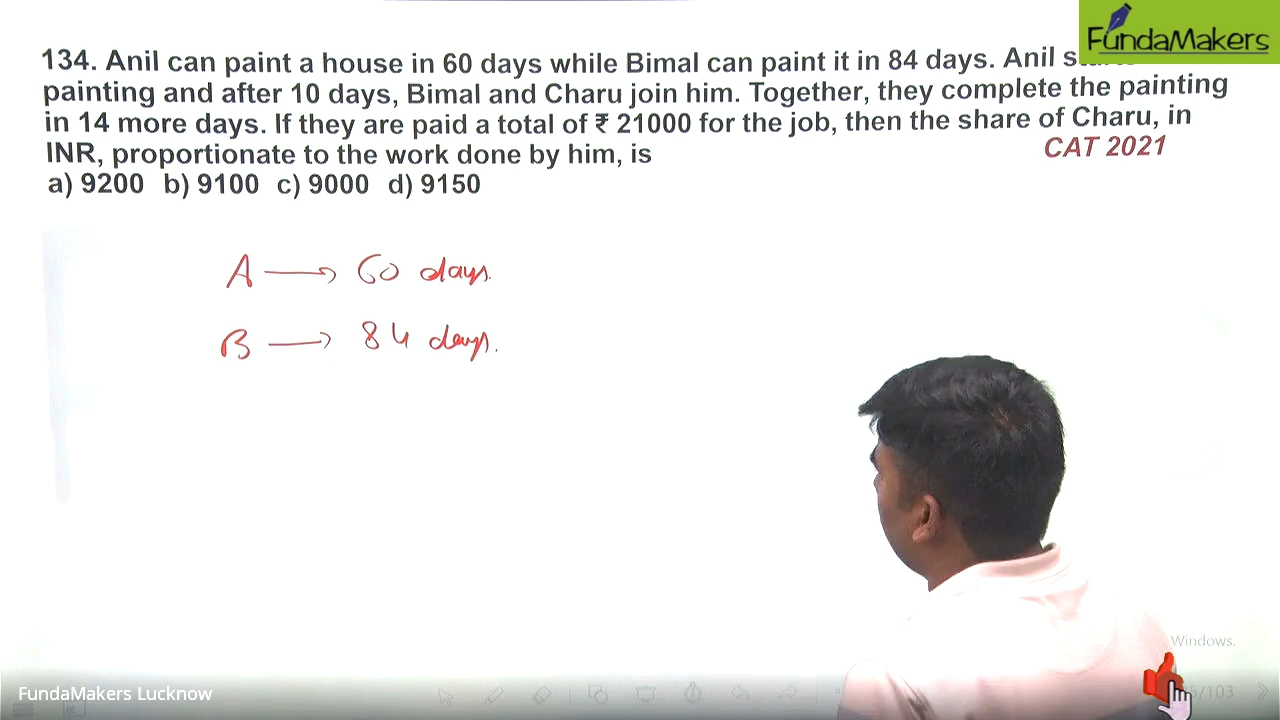 FundaMakers
134. Anil can paint a house in 60 days while Bimal can paint it in 84 days. Anil
painting and after 10 days, Bimal and Charu join him. Together, they complete the painting
in 14 more days. If they are paid a total of ₹ 21000 for the job, then the share of Charu, in
INR, proportionate to the work done by him, is
CAT 2021
a) 9200 b) 9100 c) 9000 d) 9150
A → 60 days.
B → 84 days.
Windows.
FundaMakers Lucknow
/103